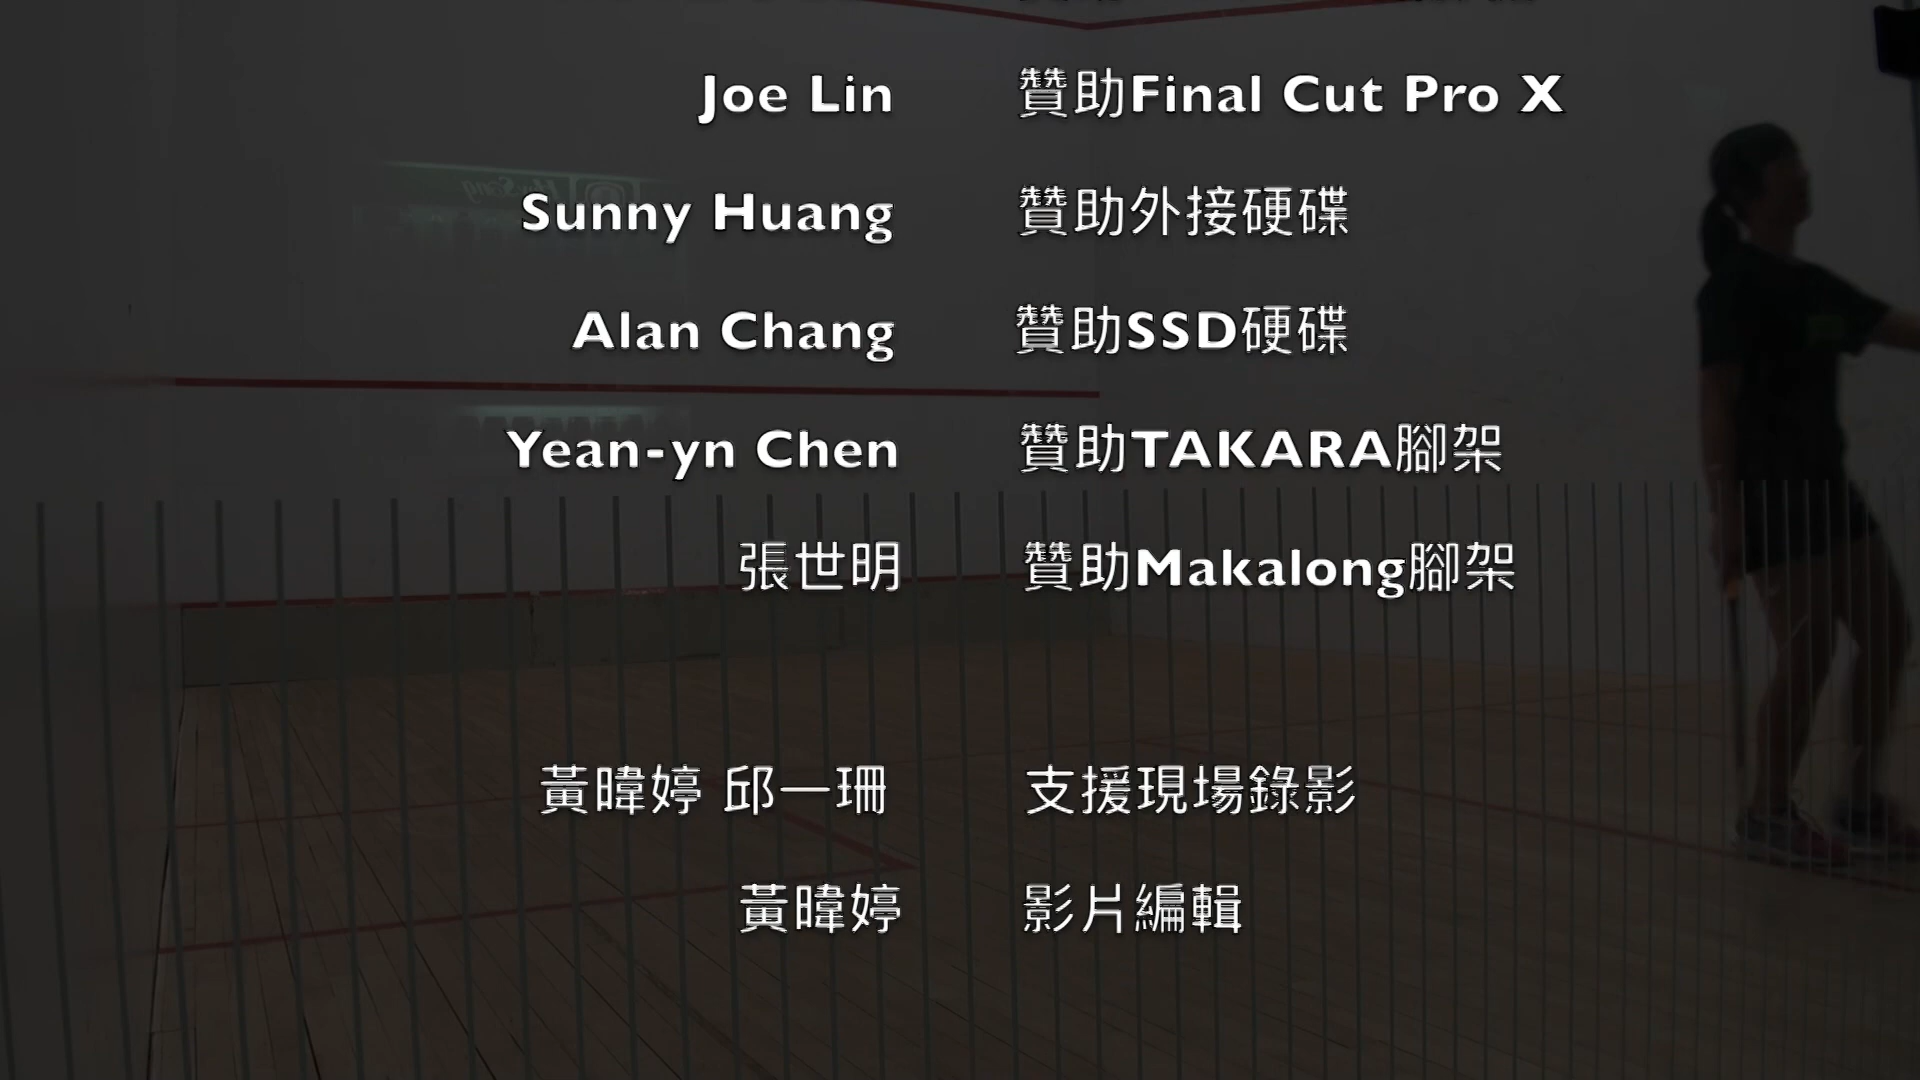 Joe Lin 贊助Final Cut Pro X
Sunny Huang 贊助外接硬碟
Alan Chang 贊助SSD硬碟
Yean-yn Chen 贊助TAKARA腳架
張世明 贊助Makalong腳架
黃暐婷 邱一珊 支援現場錄影
黃暐婷 影片編輯